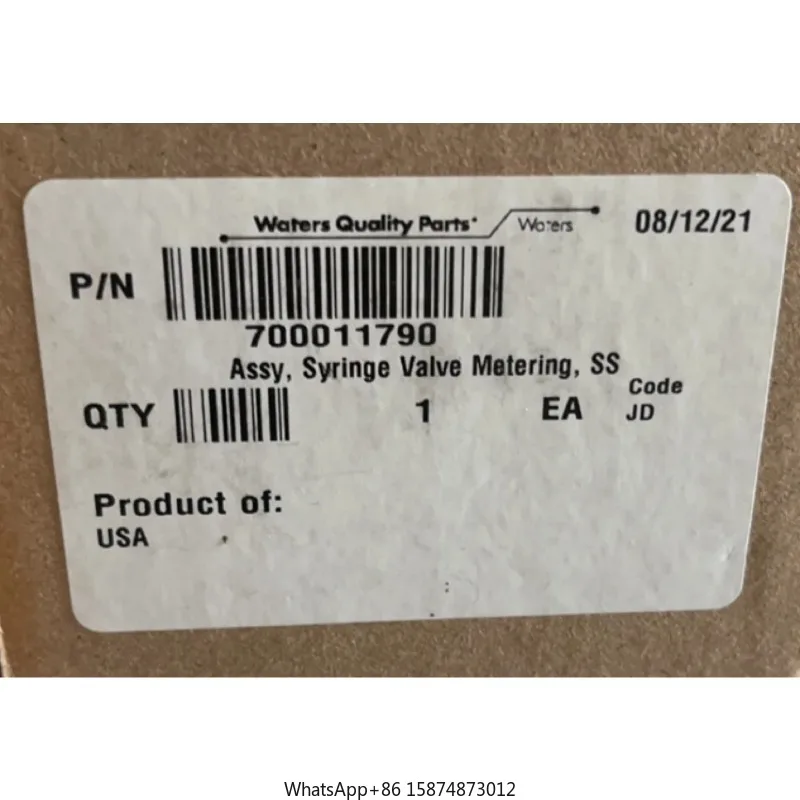 Waters Quality Parts· Waters 08/12/21
P/N
700011790
Assy, Syringe Valve Metering, SS
Code
QTY 1 EA JD
Product of:
USA
WhatsApp+86 15874873012